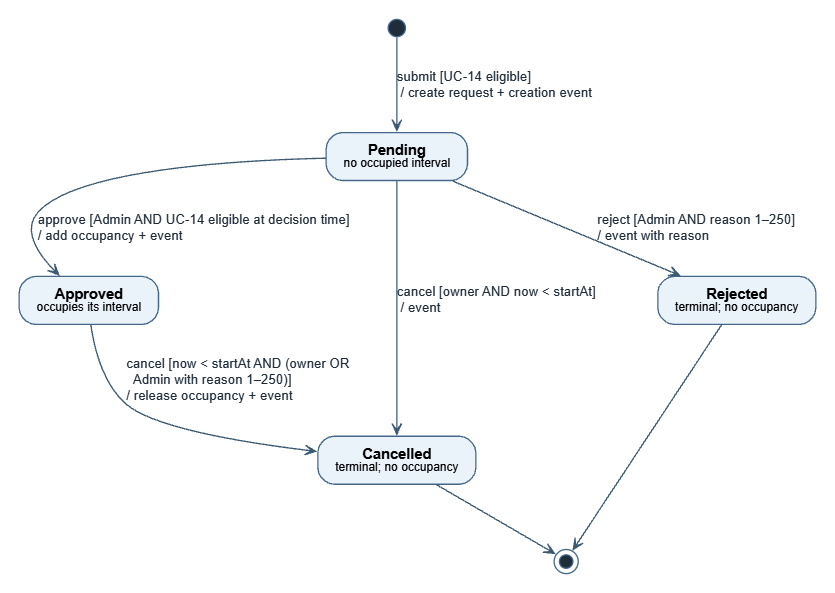 submit [UC-14 eligible]
/ create request + creation event
Pending
no occupied interval
approve [Admin AND UC-14 eligible at decision time]
/ add occupancy + event
reject [Admin AND reason 1–250]
/ event with reason
Approved
occupies its interval
cancel [owner AND now < startAt]
/ event
Rejected
terminal; no occupancy
cancel [now < startAt AND (owner OR
Admin with reason 1–250)]
/ release occupancy + event
Cancelled
terminal; no occupancy